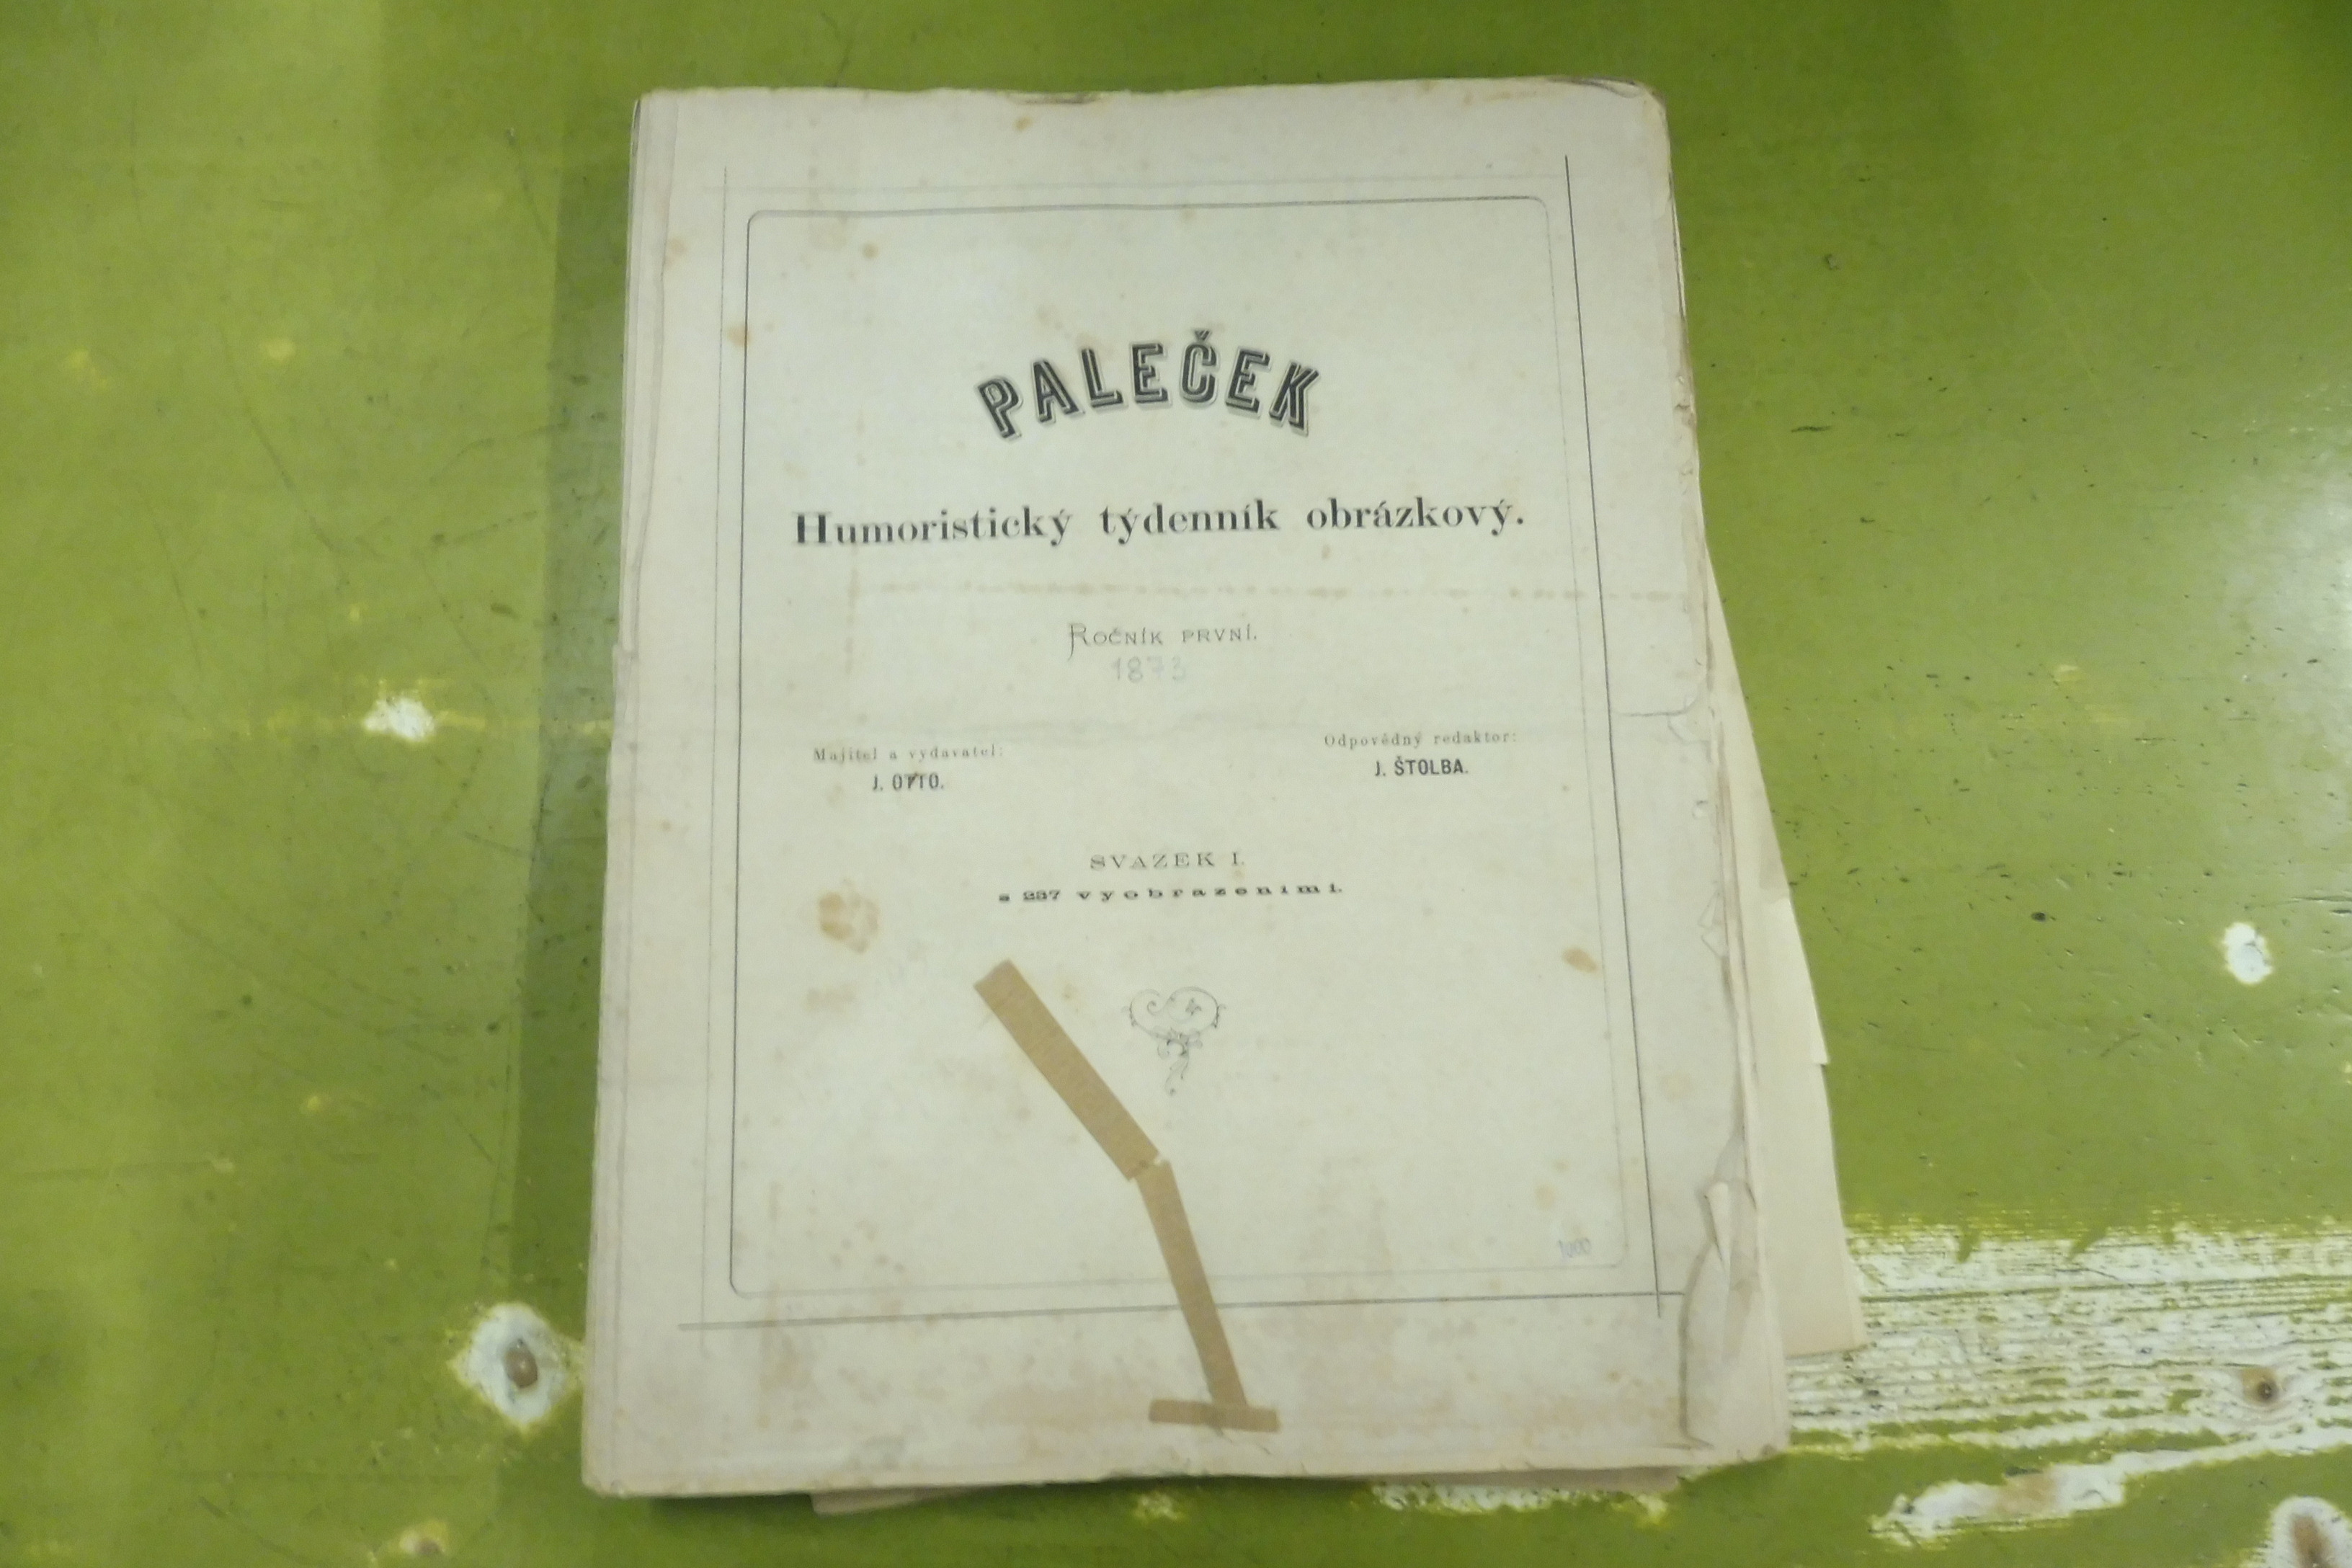 PALEČEK
Humoristický týdenník obrázkový.
Ročník první.
1873
Majitel a vydavatel:
J. OTTO.
Odpovědný redaktor:
J. ŠTOLBA.
SVAZEK I.
s 237 vyobrazeními.